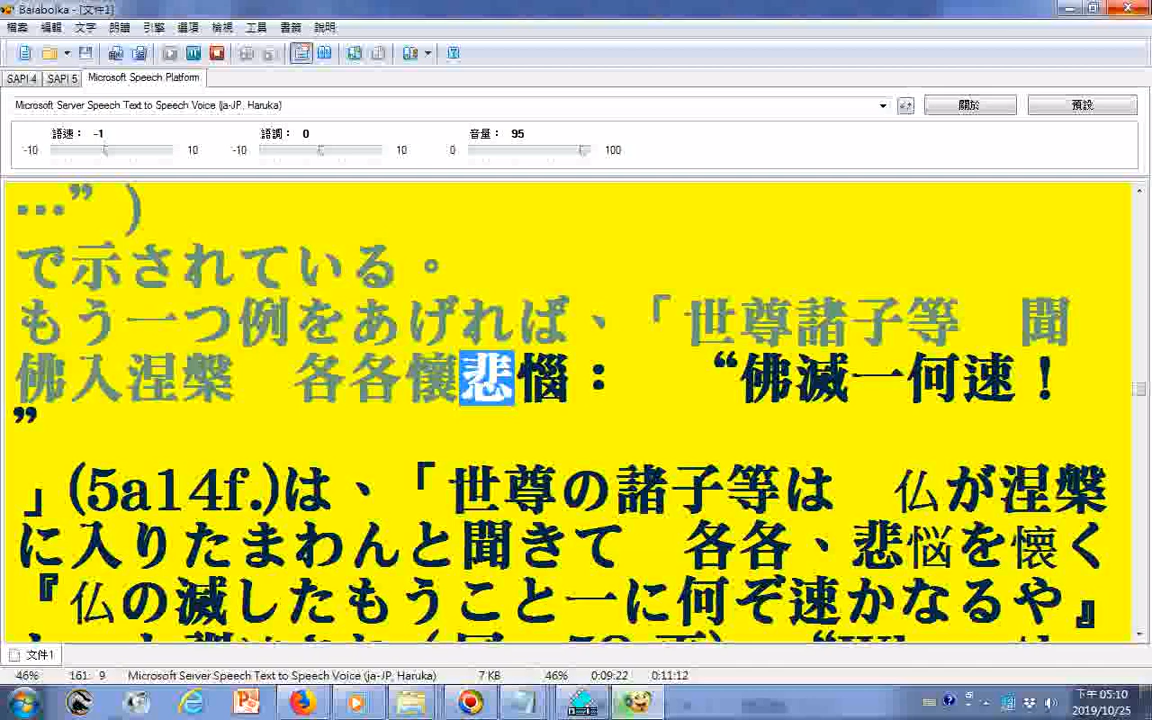 Balabolka - [文件1]
檔案 編輯 文字 朗讀 引擎 選項 檢視 工具 書籤 說明
SAPI 4 SAPI 5 Microsoft Speech Platform
Microsoft Server Speech Text to Speech Voice (ja-JP, Haruka)
關於 預設
語速： -1 語調： 0 音量： 95
-10 10 -10 10 0 100
…”)
で示されている。
もう一つ例をあげれば、「世尊諸子等　聞
佛入涅槃　各各懷悲惱：　“佛滅一何速！
”
」(5a14f.)は、「世尊の諸子等は　仏が涅槃
に入りたまわんと聞きて　各各、悲悩を懐く
『仏の滅したもうこと一に何ぞ速かなるや』
文件1
46% 161: 9 Microsoft Server Speech Text to Speech Voice (ja-JP, Haruka) 7 KB 46% 0:09:22 0:11:12
下午 05:10
2019/10/25